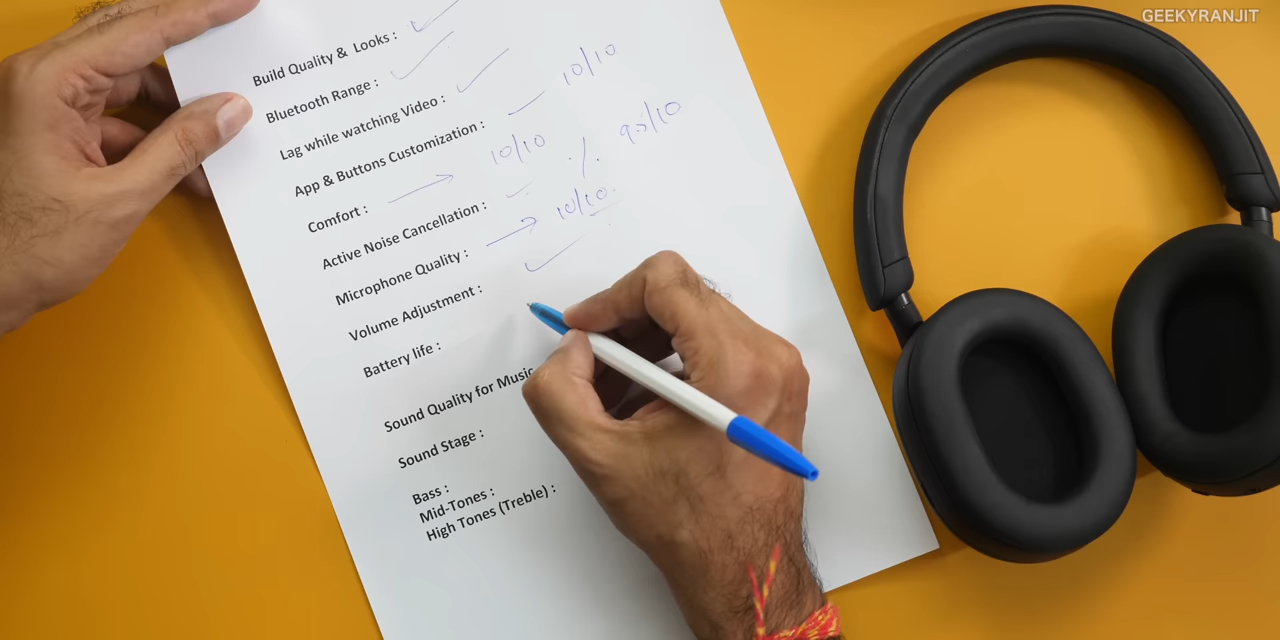 GEEKYRANJIT
Build Quality & Looks :
Bluetooth Range :
Lag while watching Video :
App & Buttons Customization : 10/10
Comfort : 10/10
Active Noise Cancellation : 9.5/10
Microphone Quality : 10/10
Volume Adjustment :
Battery life :
Sound Quality for Music
Sound Stage :
Bass :
Mid-Tones :
High Tones (Treble) :